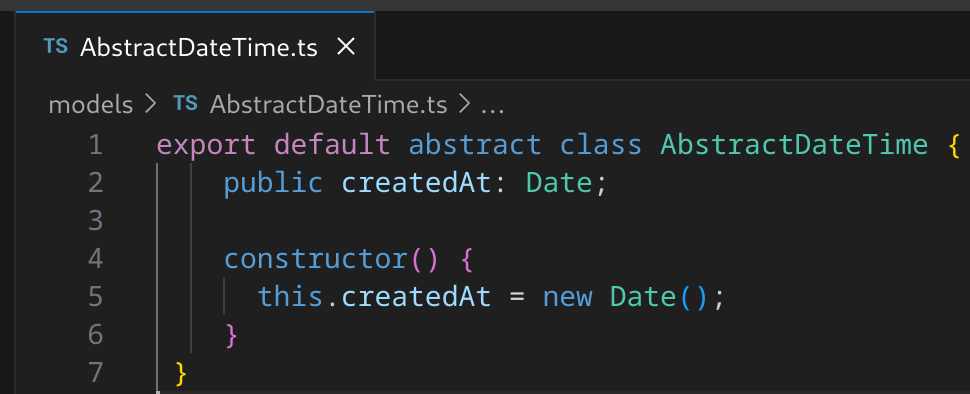 TS AbstractDateTime.ts ×
models > TS AbstractDateTime.ts > ...
1 export default abstract class AbstractDateTime {
2     public createdAt: Date;
3
4     constructor() {
5       this.createdAt = new Date();
6     }
7  }